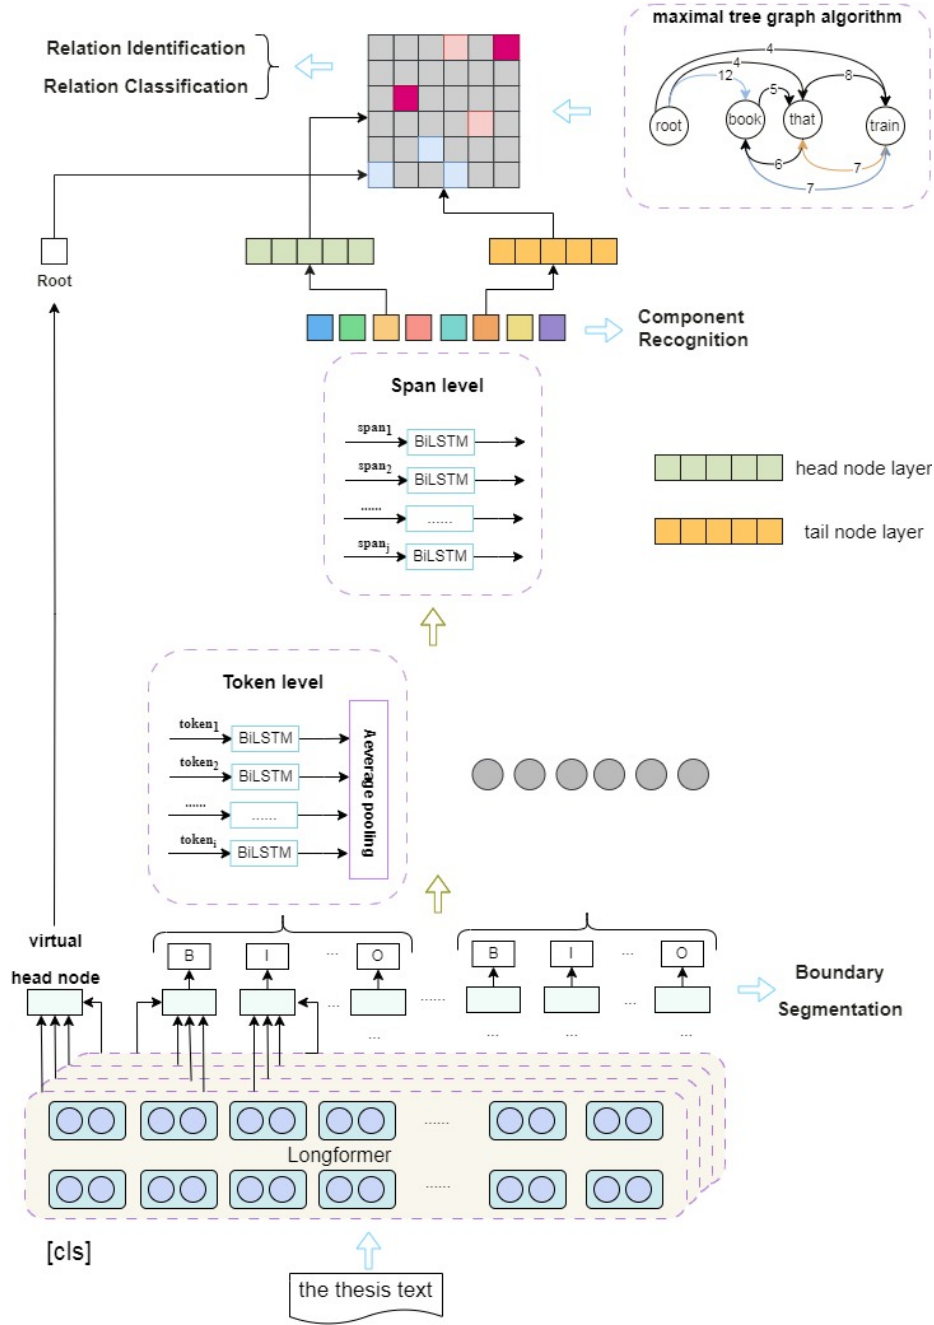 maximal tree graph algorithm
4
4
12
8
5
root
book
that
train
6
7
7
Relation Identification
Relation Classification
Root
Component
Recognition
Span level
span1
BiLSTM
span2
BiLSTM
......
......
spanj
BiLSTM
head node layer
tail node layer
Token level
token1
BiLSTM
token2
BiLSTM
......
......
tokeni
BiLSTM
Aeverage pooling
virtual
head node
B
I
...
O
B
I
...
O
...
......
...
...
...
Boundary
Segmentation
......
Longformer
......
[cls]
the thesis text